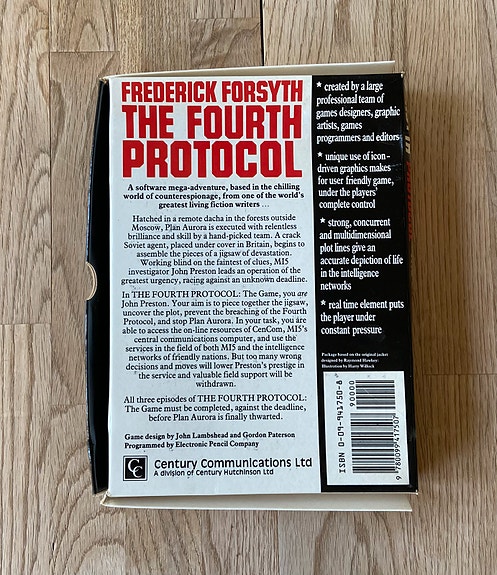 FREDERICK FORSYTH
THE FOURTH
PROTOCOL
A software mega-adventure, based in the chilling
world of counterespionage, from one of the world's
greatest living fiction writers ...
Hatched in a remote dacha in the forests outside
Moscow, Plan Aurora is executed with relentless
brilliance and skill by a hand-picked team. A crack
Soviet agent, placed under cover in Britain, begins to
assemble the pieces of a jigsaw of devastation.
Working blind on the faintest of clues, MI5
investigator John Preston leads an operation of the
greatest urgency, racing against an unknown deadline.
In THE FOURTH PROTOCOL: The Game, you are
John Preston. Your aim is to piece together the jigsaw,
uncover the plot, prevent the breaching of the Fourth
Protocol, and stop Plan Aurora. In your task, you are
able to access the on-line resources of CenCom, MI5's
central communications computer, and use the
services in the field of both MI5 and the intelligence
networks of friendly nations. But too many wrong
decisions and moves will lower Preston's prestige in
the service and valuable field support will be
withdrawn.
All three episodes of THE FOURTH PROTOCOL:
The Game must be completed, against the deadline,
before Plan Aurora is finally thwarted.
Game design by John Lambshead and Gordon Paterson
Programmed by Electronic Pencil Company
CC
Century Communications Ltd
A division of Century Hutchinson Ltd
* created by a large
professional team of
games designers, graphic
artists, games
programmers and editors
* unique use of icon-
driven graphics makes
for user friendly game,
under the players'
complete control
* strong, concurrent
and multidimensional
plot lines give an
accurate depiction of life
in the intelligence
networks
* real time element puts
the player under
constant pressure
Package based on the original jacket
designed by Raymond Hawkey:
Illustration by Harry Willock
ISBN 0-09-941750-8
90000
9 780099 417507